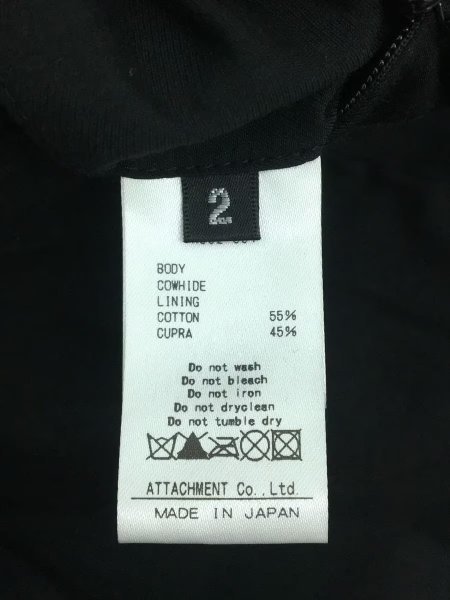 2
BODY
COWHIDE
LINING
COTTON 55%
CUPRA 45%
Do not wash
Do not bleach
Do not iron
Do not dryclean
Do not tumble dry
ATTACHMENT Co., Ltd.
MADE IN JAPAN